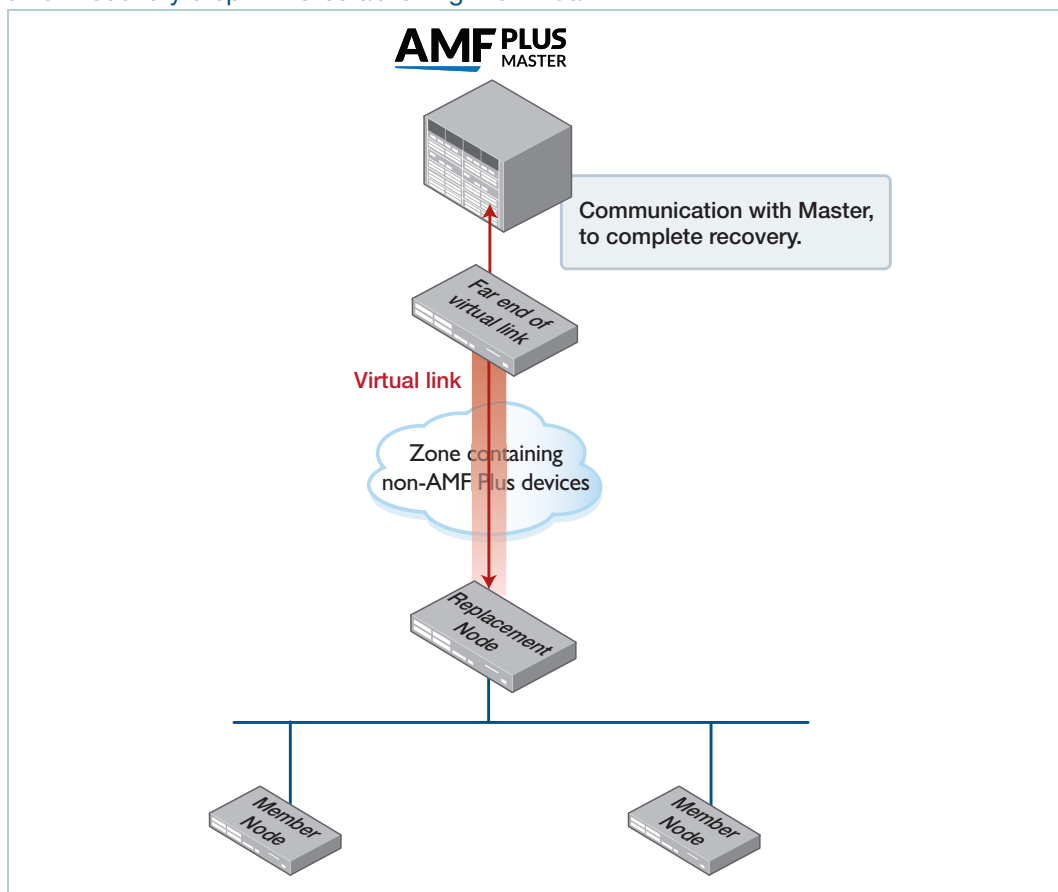 AMF PLUS
MASTER
Communication with Master,
to complete recovery.
Far end of
virtual link
Virtual link
Zone containing
non-AMF Plus devices
Replacement
Node
Member
Node
Member
Node